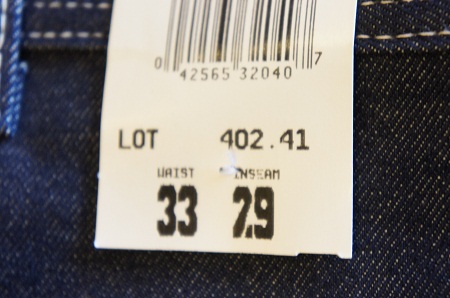 0 42565 32040 7
LOT 402.41
WAIST INSEAM
33 29